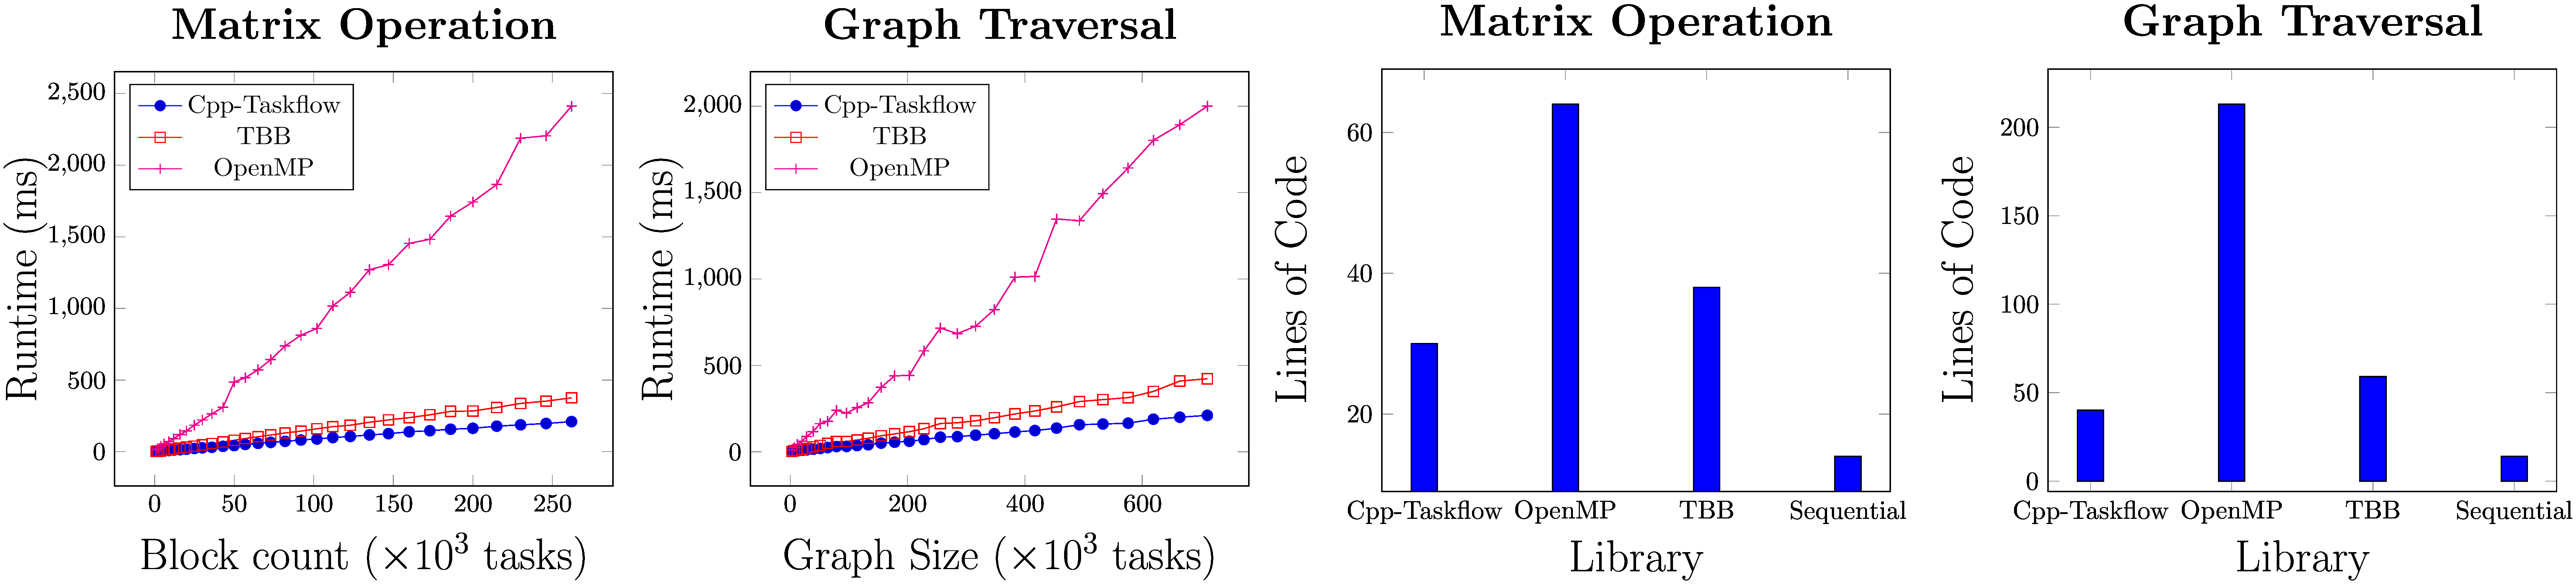 Matrix Operation
Runtime (ms)
2,500
2,000
1,500
1,000
500
0
Cpp-Taskflow
TBB
OpenMP
0 50 100 150 200 250
Block count (×10³ tasks)
Graph Traversal
Runtime (ms)
2,000
1,500
1,000
500
0
Cpp-Taskflow
TBB
OpenMP
0 200 400 600
Graph Size (×10³ tasks)
Matrix Operation
Lines of Code
60
40
20
Cpp-Taskflow OpenMP TBB Sequential
Library
Graph Traversal
Lines of Code
200
150
100
50
0
Cpp-Taskflow OpenMP TBB Sequential
Library